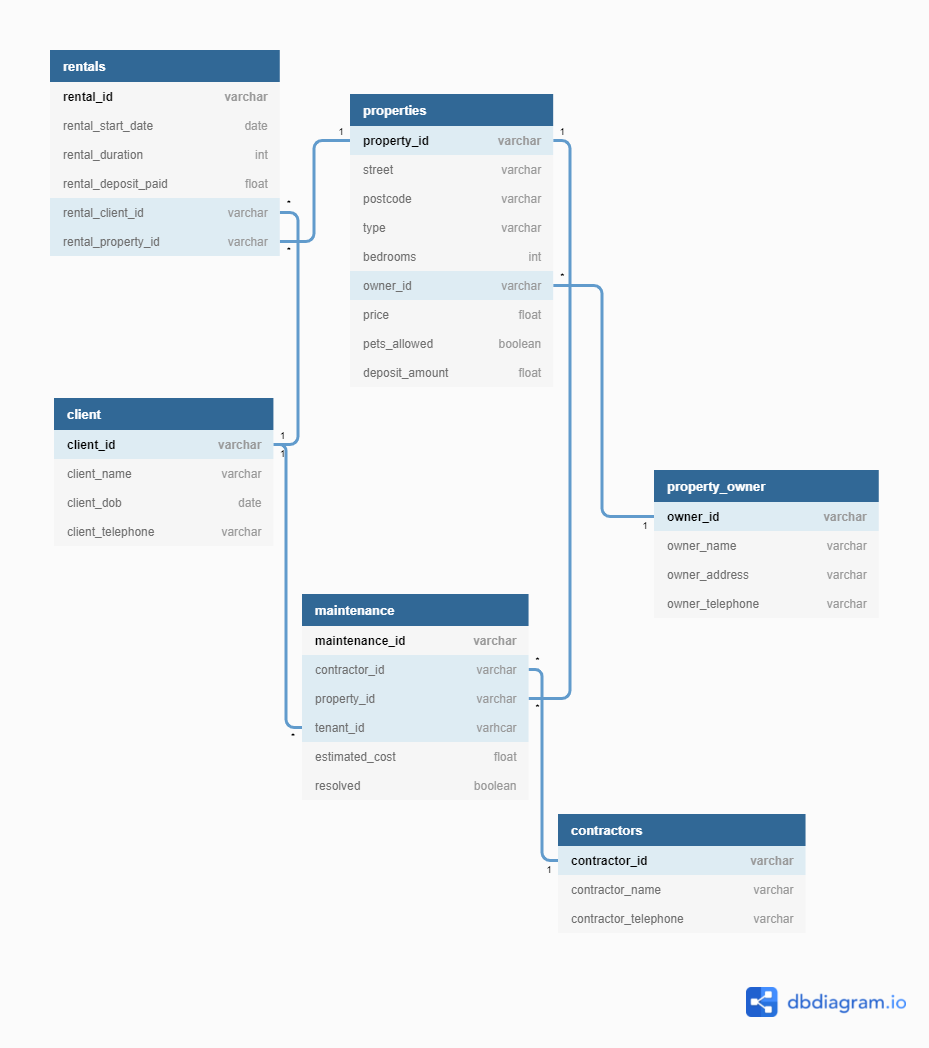 rentals
rental_id varchar
rental_start_date date
rental_duration int
rental_deposit_paid float
rental_client_id varchar
*
rental_property_id varchar
*
properties
1
property_id varchar
1
street varchar
postcode varchar
type varchar
bedrooms int
owner_id varchar
*
price float
pets_allowed boolean
deposit_amount float
client
client_id varchar
1
1
client_name varchar
client_dob date
client_telephone varchar
property_owner
owner_id varchar
1
owner_name varchar
owner_address varchar
owner_telephone varchar
maintenance
maintenance_id varchar
contractor_id varchar
*
property_id varchar
*
tenant_id varhcar
*
estimated_cost float
resolved boolean
contractors
contractor_id varchar
1
contractor_name varchar
contractor_telephone varchar
dbdiagram.io